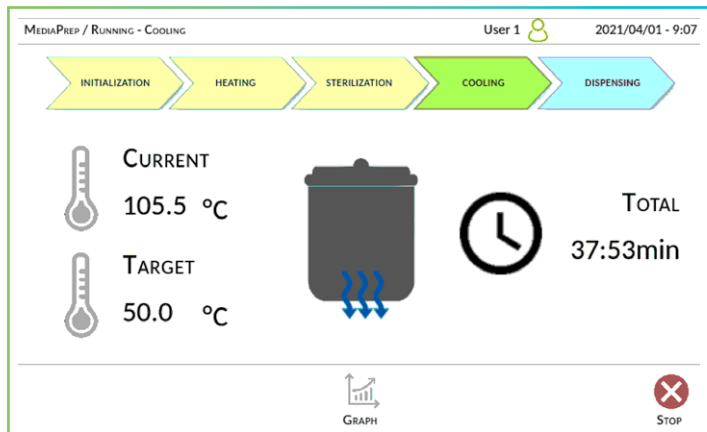 MediaPrep / Running - Cooling User 1 2021/04/01 - 9:07
INITIALIZATION HEATING STERILIZATION COOLING DISPENSING
Current
105.5 °C
Target
50.0 °C
Total
37:53min
Graph
Stop